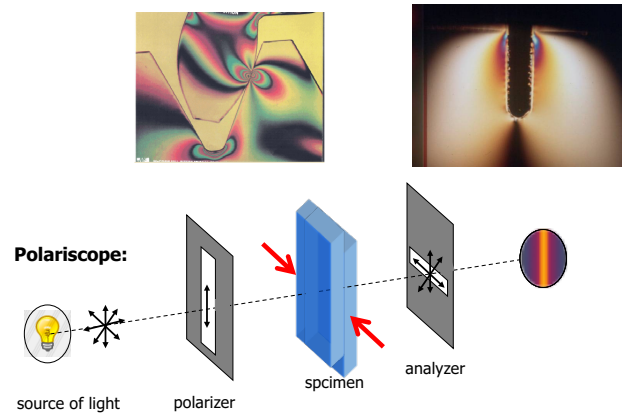 Polariscope:
source of light
polarizer
spcimen
analyzer